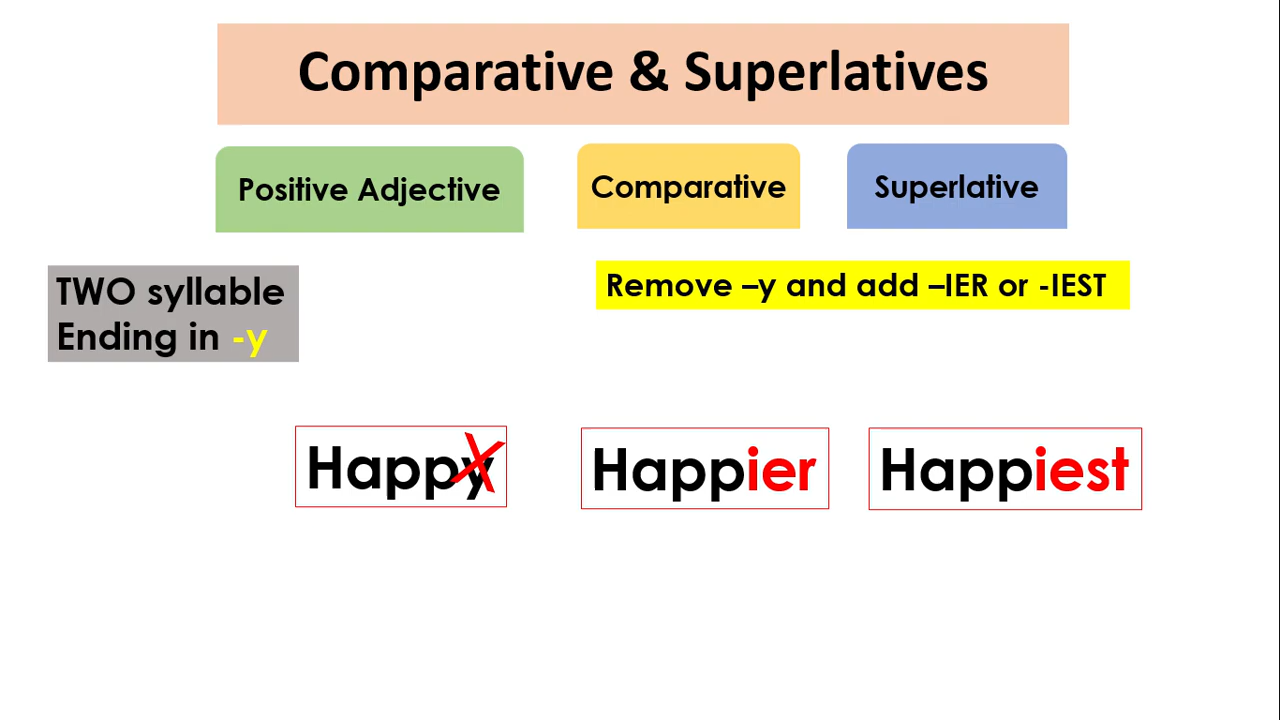 Comparative & Superlatives
Positive Adjective
Comparative
Superlative
TWO syllable
Ending in -y
Remove –y and add –IER or -IEST
Happy
Happier
Happiest